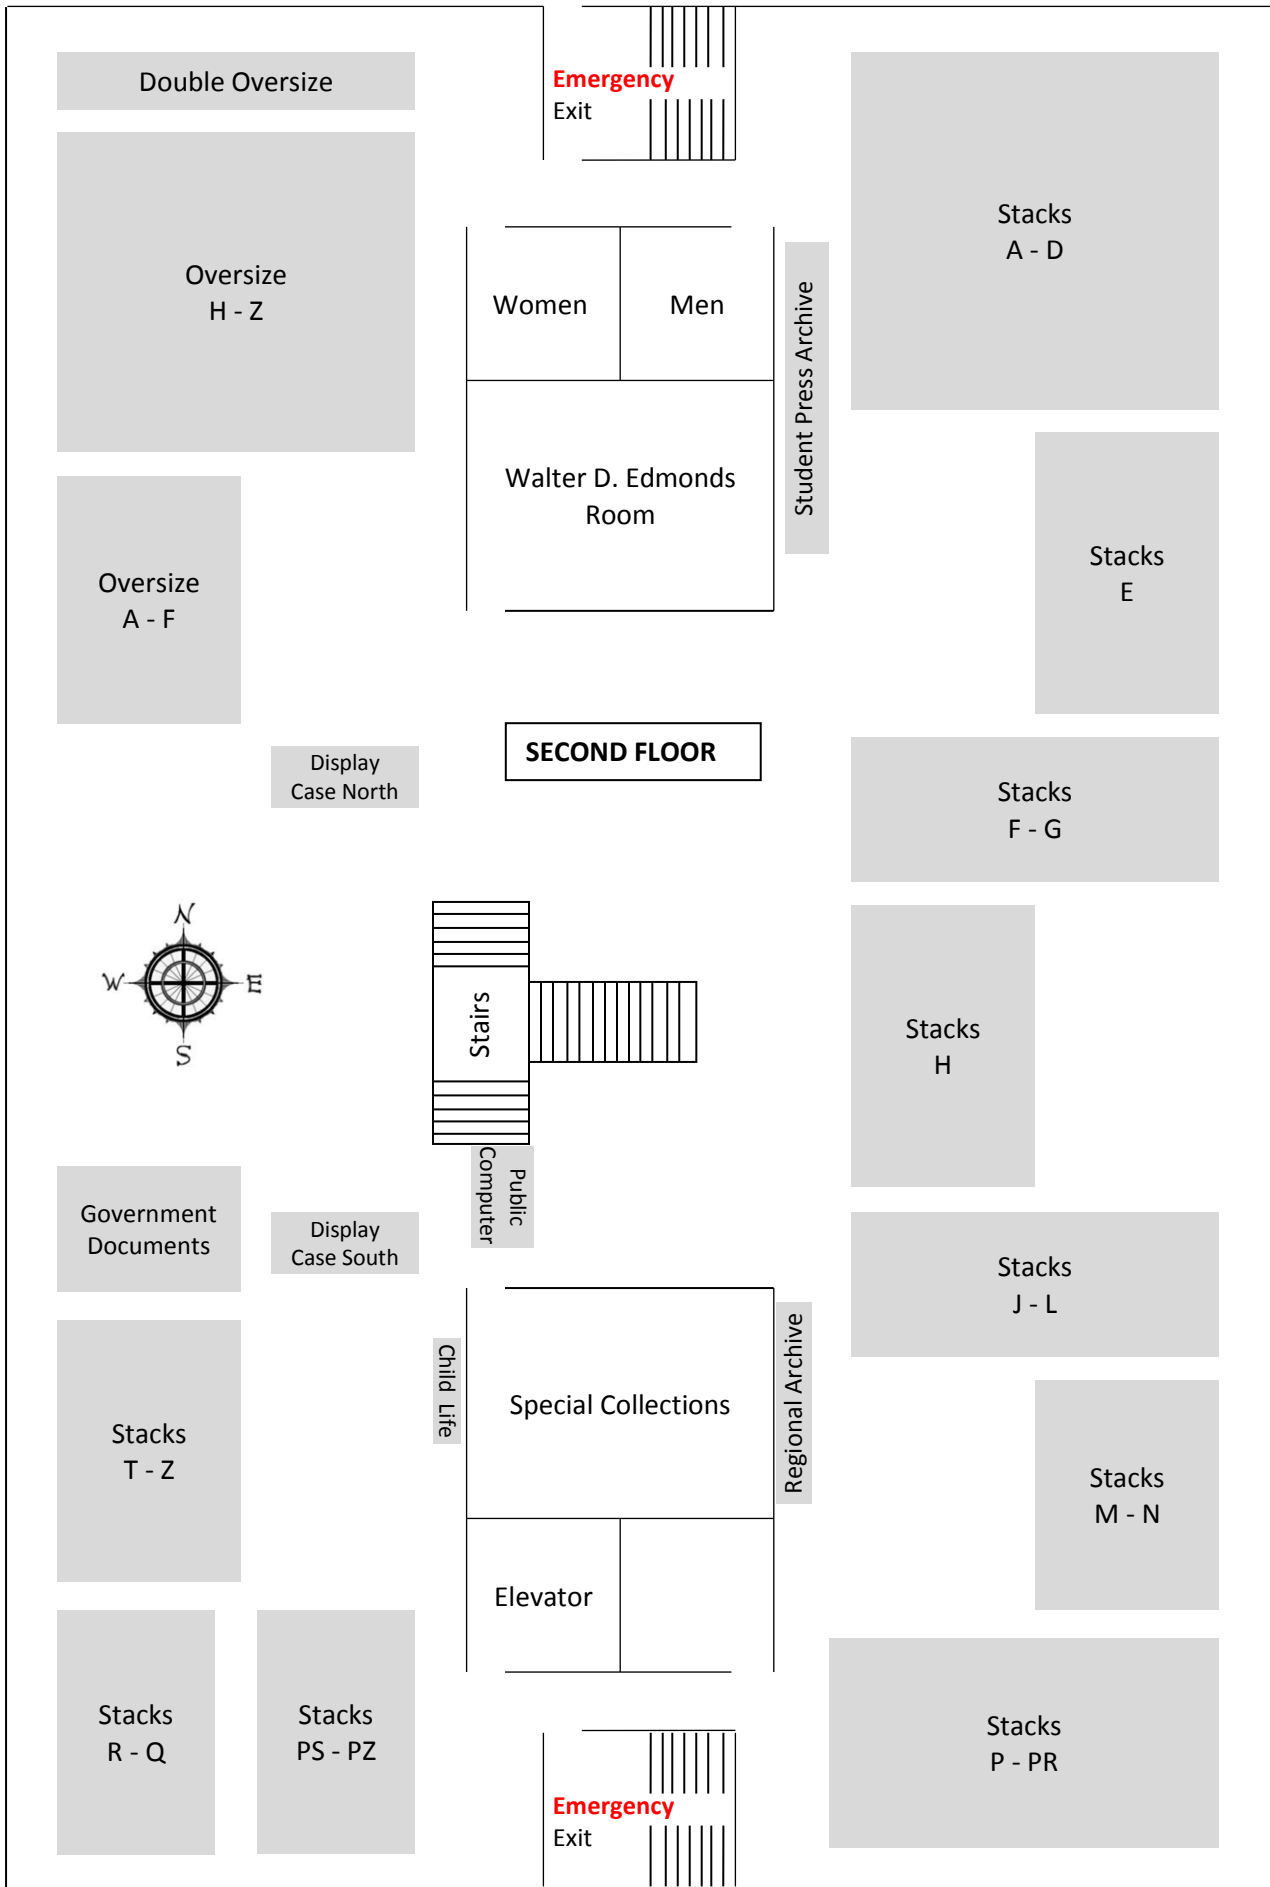 Double Oversize
Emergency
Exit
Stacks
A - D
Oversize
H - Z
Women
Men
Student Press Archive
Walter D. Edmonds
Room
Stacks
E
Oversize
A - F
SECOND FLOOR
Display
Case North
Stacks
F - G
N
W
E
S
Stairs
Stacks
H
Public
Computer
Government
Documents
Display
Case South
Stacks
J - L
Child Life
Special Collections
Regional Archive
Stacks
T - Z
Stacks
M - N
Elevator
Stacks
R - Q
Stacks
PS - PZ
Stacks
P - PR
Emergency
Exit